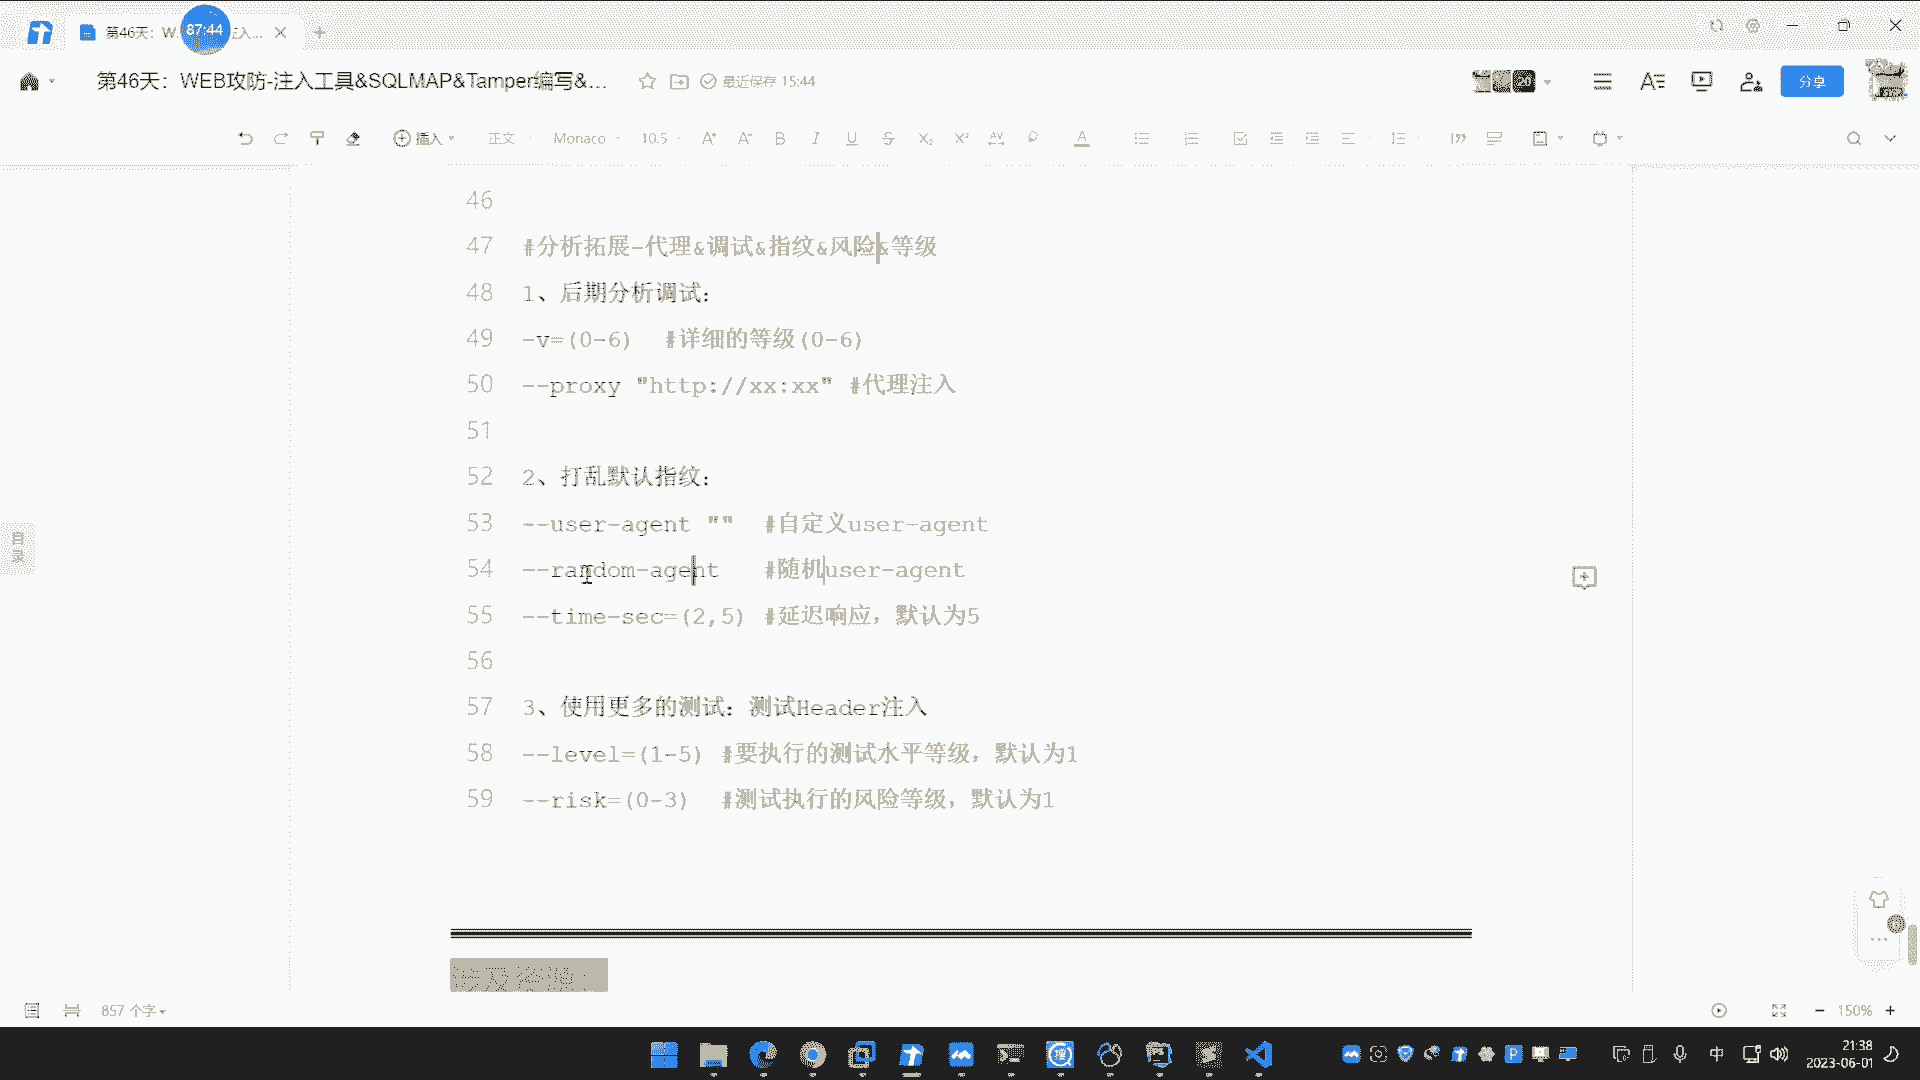 第46天：W
注入...
87:44
第46天：WEB攻防-注入工具&SQLMAP&Tamper编写&...
最近保存 15:44
20
分享
插入
正文
Monaco
10.5
目录
46
47 #分析拓展-代理&调试&指纹&风险&等级
48 1、后期分析调试：
49 -v=(0-6) #详细的等级(0-6)
50 --proxy "http://xx:xx" #代理注入
51
52 2、打乱默认指纹：
53 --user-agent "" #自定义user-agent
54 --random-agent #随机user-agent
55 --time-sec=(2,5) #延迟响应，默认为5
56
57 3、使用更多的测试：测试Header注入
58 --level=(1-5) #要执行的测试水平等级，默认为1
59 --risk=(0-3) #测试执行的风险等级，默认为1
857 个字
150%
中
21:38
2023-06-01